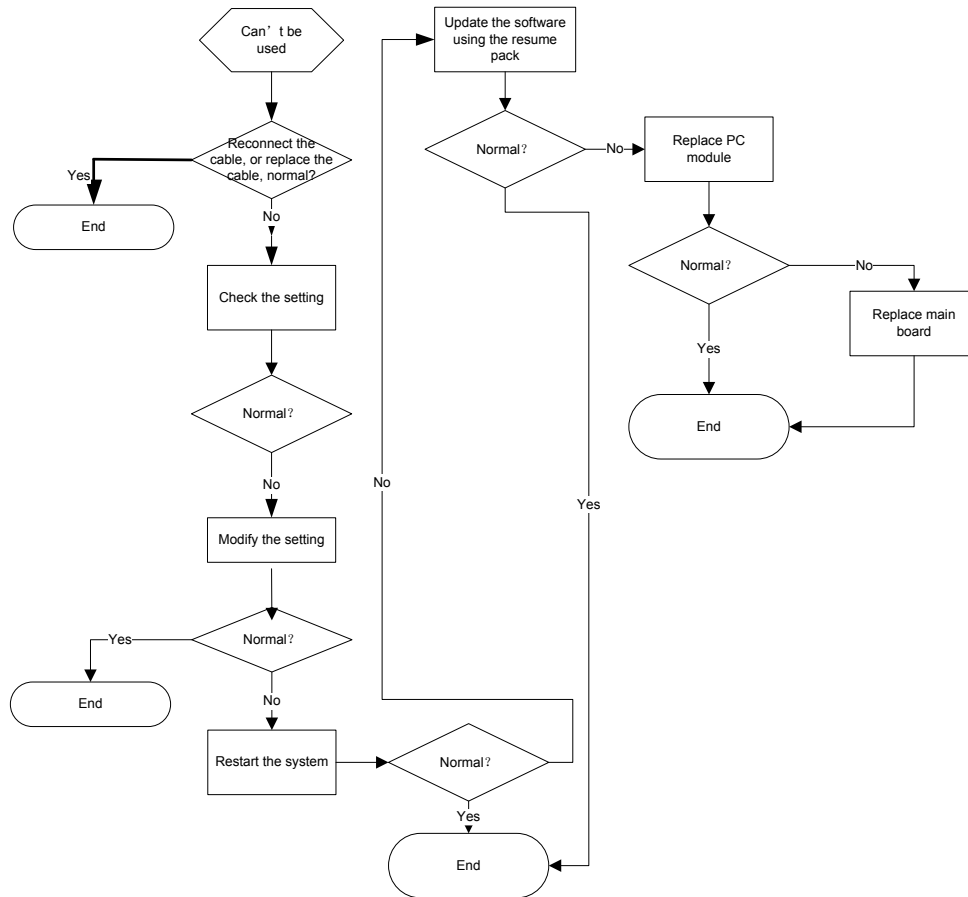 Can’t be
used
Reconnect the
cable, or replace the
cable, normal?
Yes
End
No
Check the setting
Normal？
No
Modify the setting
Normal？
Yes
End
No
Restart the system
Normal？
No
Yes
End
Update the software
using the resume
pack
Normal？
Yes
No
Replace PC
module
Normal？
No
Replace main
board
Yes
End